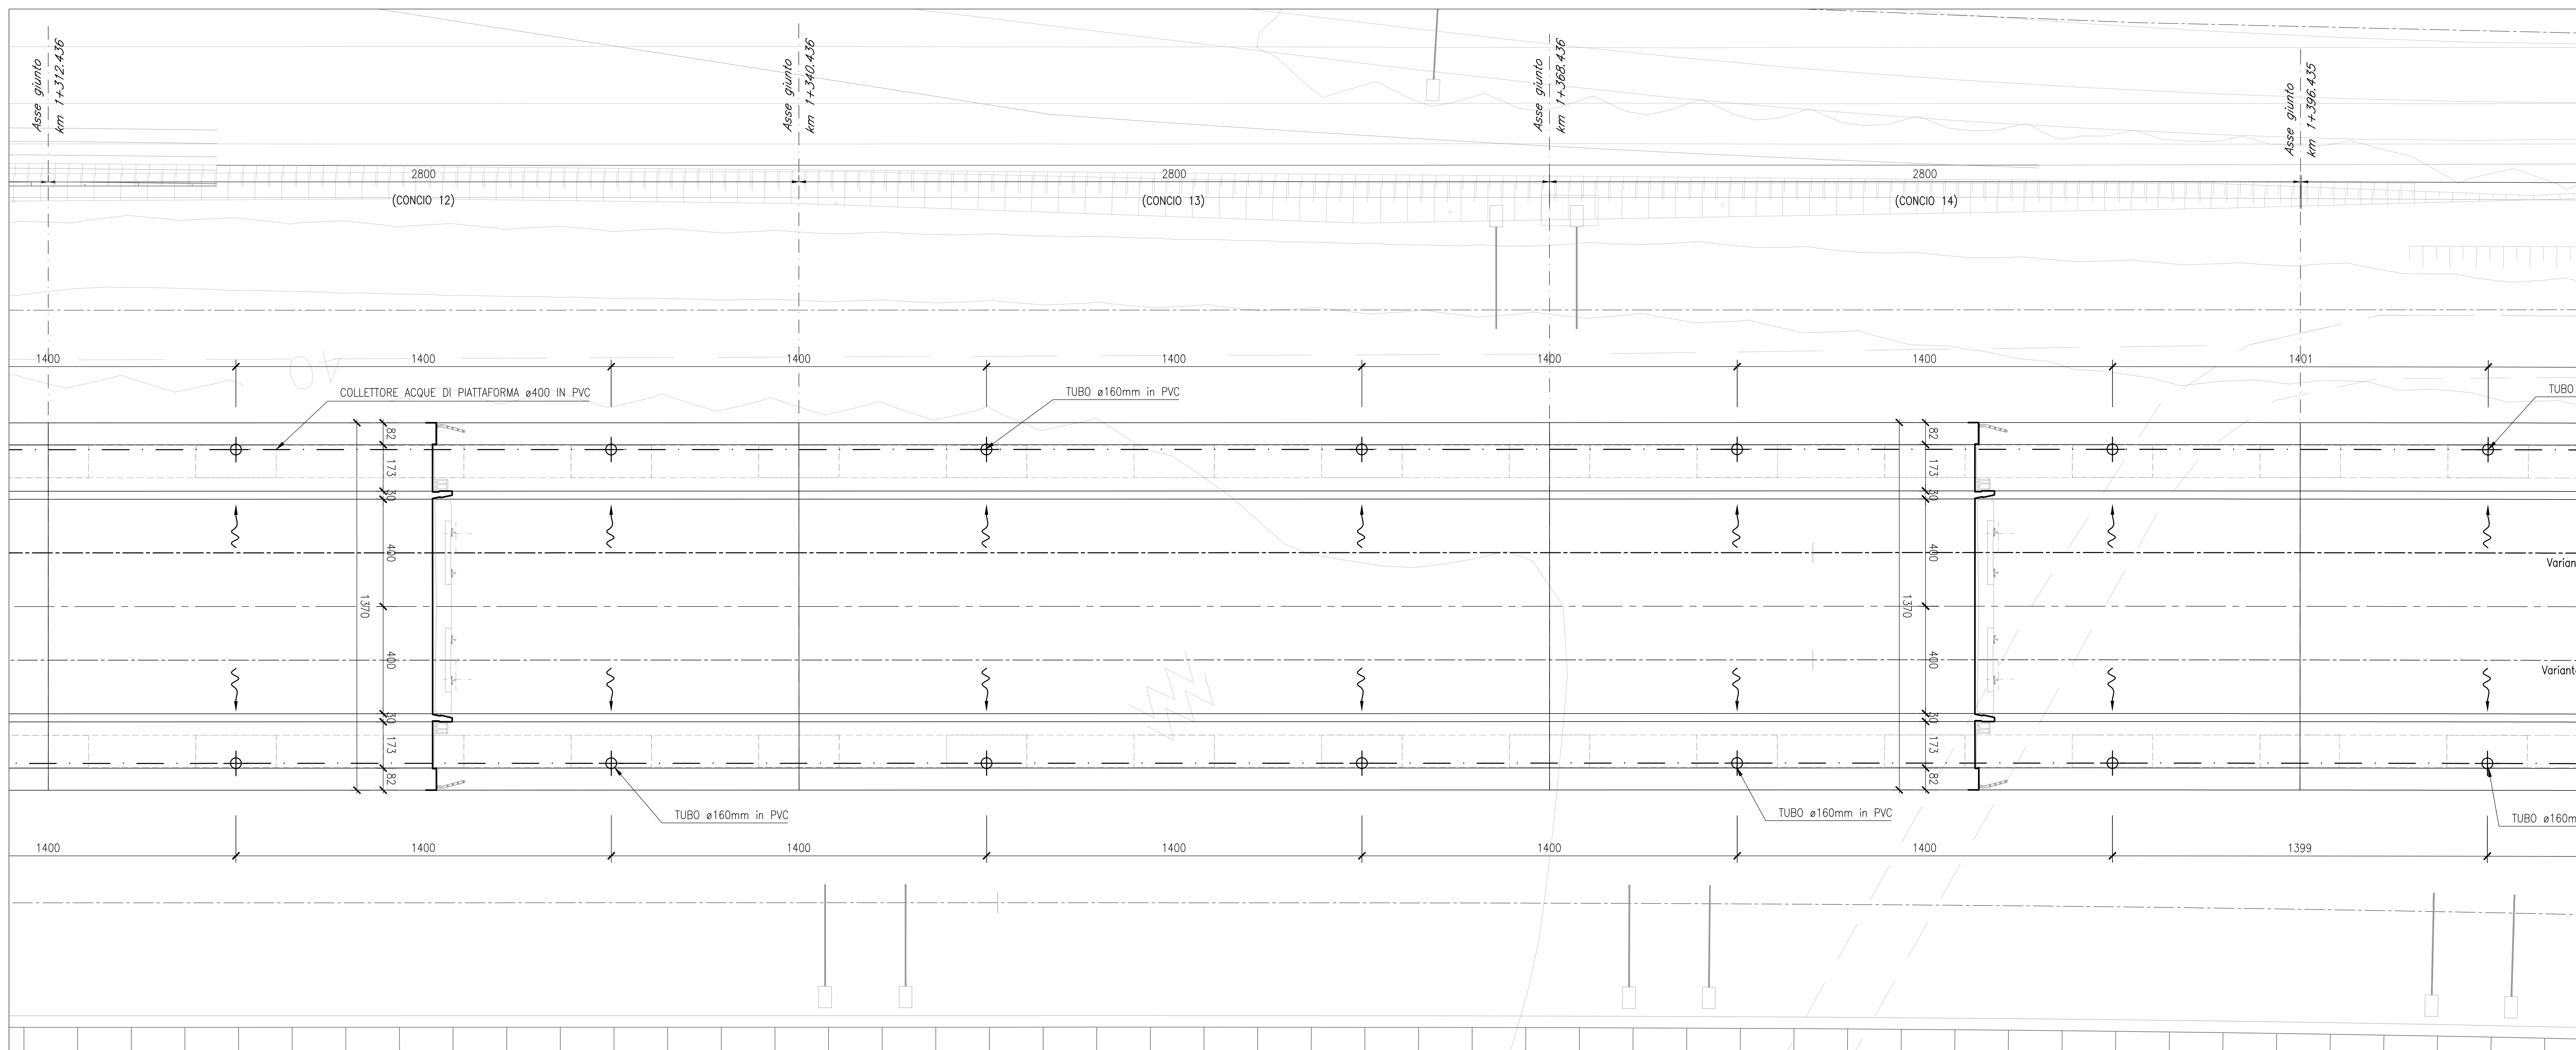 Asse giunto
km 1+312.436
Asse giunto
km 1+340.436
Asse giunto
km 1+368.436
Asse giunto
km 1+396.435
2800
(CONCIO 12)
2800
(CONCIO 13)
2800
(CONCIO 14)
1400
1400
1400
1400
1400
1400
1401
COLLETTORE ACQUE DI PIATTAFORMA ø400 IN PVC
TUBO ø160mm in PVC
TUBO
82
173
30
400
400
30
173
82
1370
82
173
30
400
400
30
173
82
1370
Varian
Variant
TUBO ø160mm in PVC
TUBO ø160mm in PVC
TUBO ø160m
1400
1400
1400
1400
1400
1400
1399